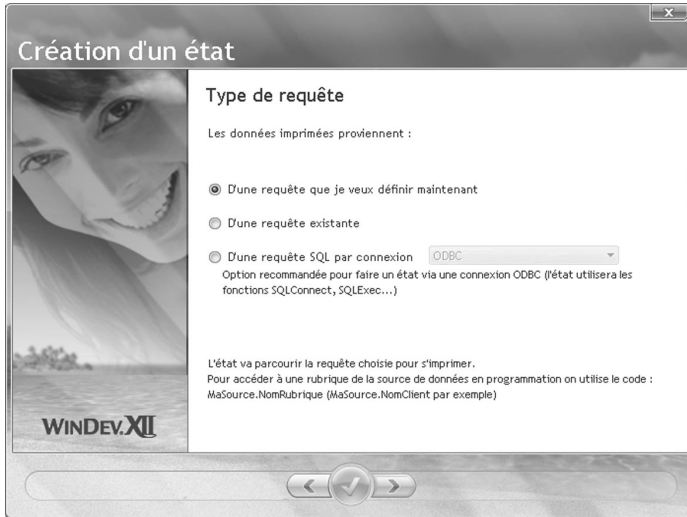 Création d'un état
Type de requête
Les données imprimées proviennent :
D'une requête que je veux définir maintenant
D'une requête existante
D'une requête SQL par connexion ODBC
Option recommandée pour faire un état via une connexion ODBC (l'état utilisera les
fonctions SQLConnect, SQLExec...)
L'état va parcourir la requête choisie pour s'imprimer.
Pour accéder à une rubrique de la source de données en programmation on utilise le code :
MaSource.NomRubrique (MaSource.NomClient par exemple)
WINDEV.XII